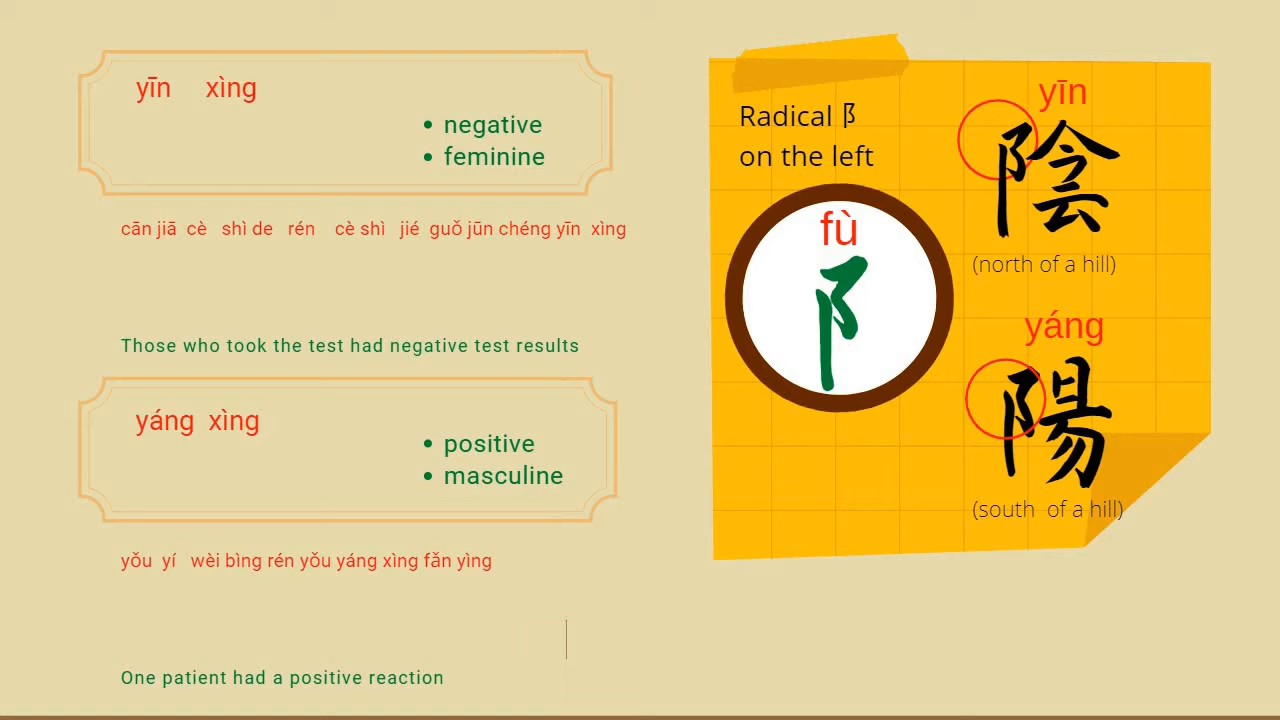 yīn xìng
negative
feminine
cān jiā cè shì de rén cè shì jié guǒ jūn chéng yīn xìng
Those who took the test had negative test results
yáng xìng
positive
masculine
yǒu yí wèi bìng rén yǒu yáng xìng fǎn yìng
One patient had a positive reaction
Radical 阝
on the left
fù
阝
yīn
陰
(north of a hill)
yáng
陽
(south of a hill)